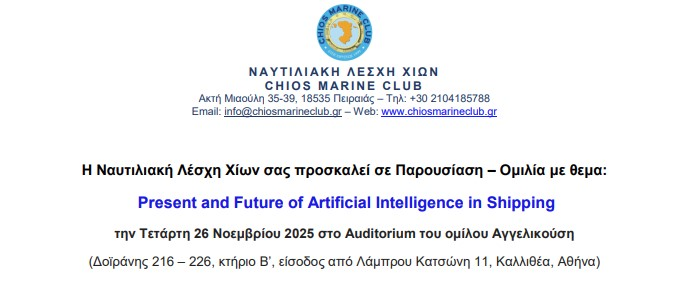 CHIOS MARINE CLUB
ΝΑΥΤΙΛΙΑΚΗ ΛΕΣΧΗ ΧΙΩΝ
CHIOS MARINE CLUB
Ακτή Μιαούλη 35-39, 18535 Πειραιάς – Τηλ: +30 2104185788
Email: info@chiosmarineclub.gr – Web: www.chiosmarineclub.gr
Η Ναυτιλιακή Λέσχη Χίων σας προσκαλεί σε Παρουσίαση – Ομιλία με θεμα:
Present and Future of Artificial Intelligence in Shipping
την Τετάρτη 26 Νοεμβρίου 2025 στο Auditorium του ομίλου Αγγελικούση
(Δοϊράνης 216 – 226, κτήριο Β’, είσοδος από Λάμπρου Κατσώνη 11, Καλλιθέα, Αθήνα)